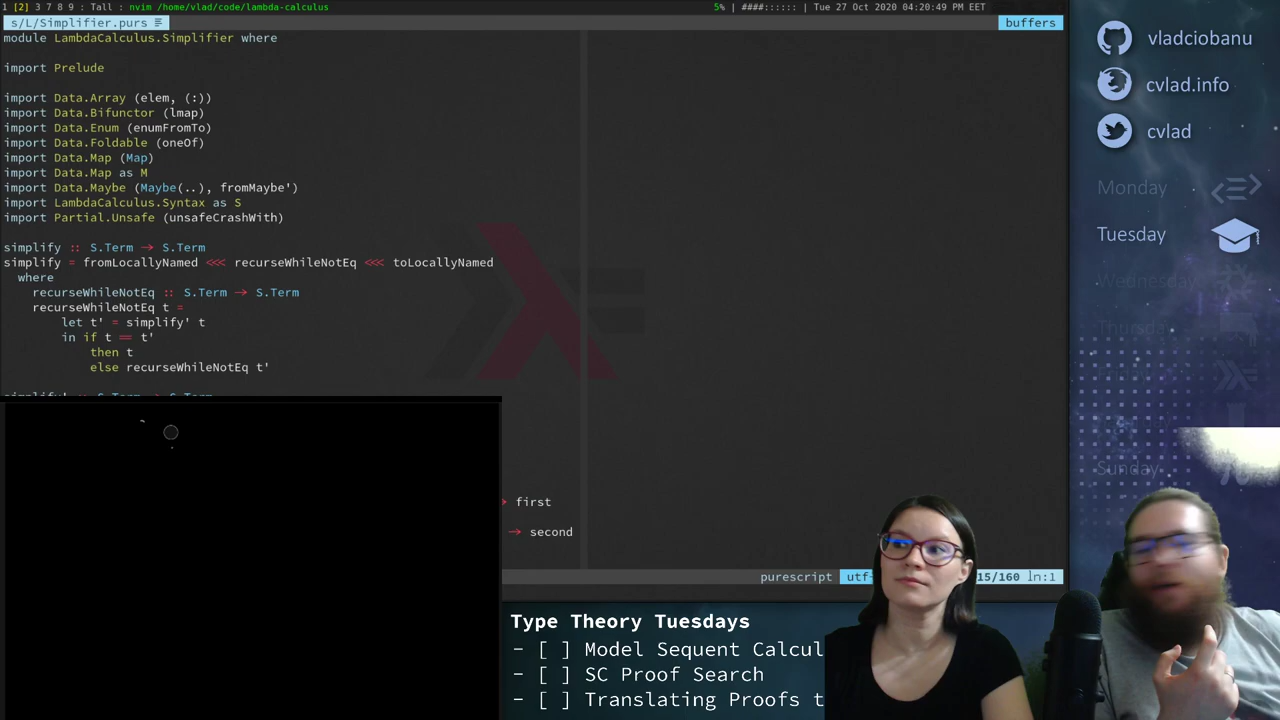 1 [2] 3 7 8 9 : Tall : nvim /home/vlad/code/lambda-calculus
5% | ####:::::: | Tue 27 Oct 2020 04:20:49 PM EET
s/L/Simplifier.purs
buffers
module LambdaCalculus.Simplifier where
import Prelude
import Data.Array (elem, (:))
import Data.Bifunctor (lmap)
import Data.Enum (enumFromTo)
import Data.Foldable (oneOf)
import Data.Map (Map)
import Data.Map as M
import Data.Maybe (Maybe(..), fromMaybe')
import LambdaCalculus.Syntax as S
import Partial.Unsafe (unsafeCrashWith)
simplify :: S.Term → S.Term
simplify = fromLocallyNamed <<< recurseWhileNotEq <<< toLocallyNamed
where
recurseWhileNotEq :: S.Term → S.Term
recurseWhileNotEq t =
let t' = simplify' t
in if t == t'
then t
else recurseWhileNotEq t'
→ first
→ second
purescript
utf-
15/160 ln:1
Type Theory Tuesdays
- [ ] Model Sequent Calcul
- [ ] SC Proof Search
- [ ] Translating Proofs t
vladciobanu
cvlad.info
cvlad
Monday
Tuesday
Wednesday
Thursday
Sunday